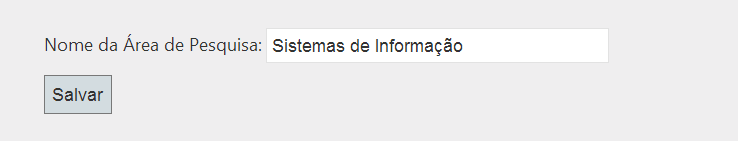 Nome da Área de Pesquisa: Sistemas de Informação
Salvar